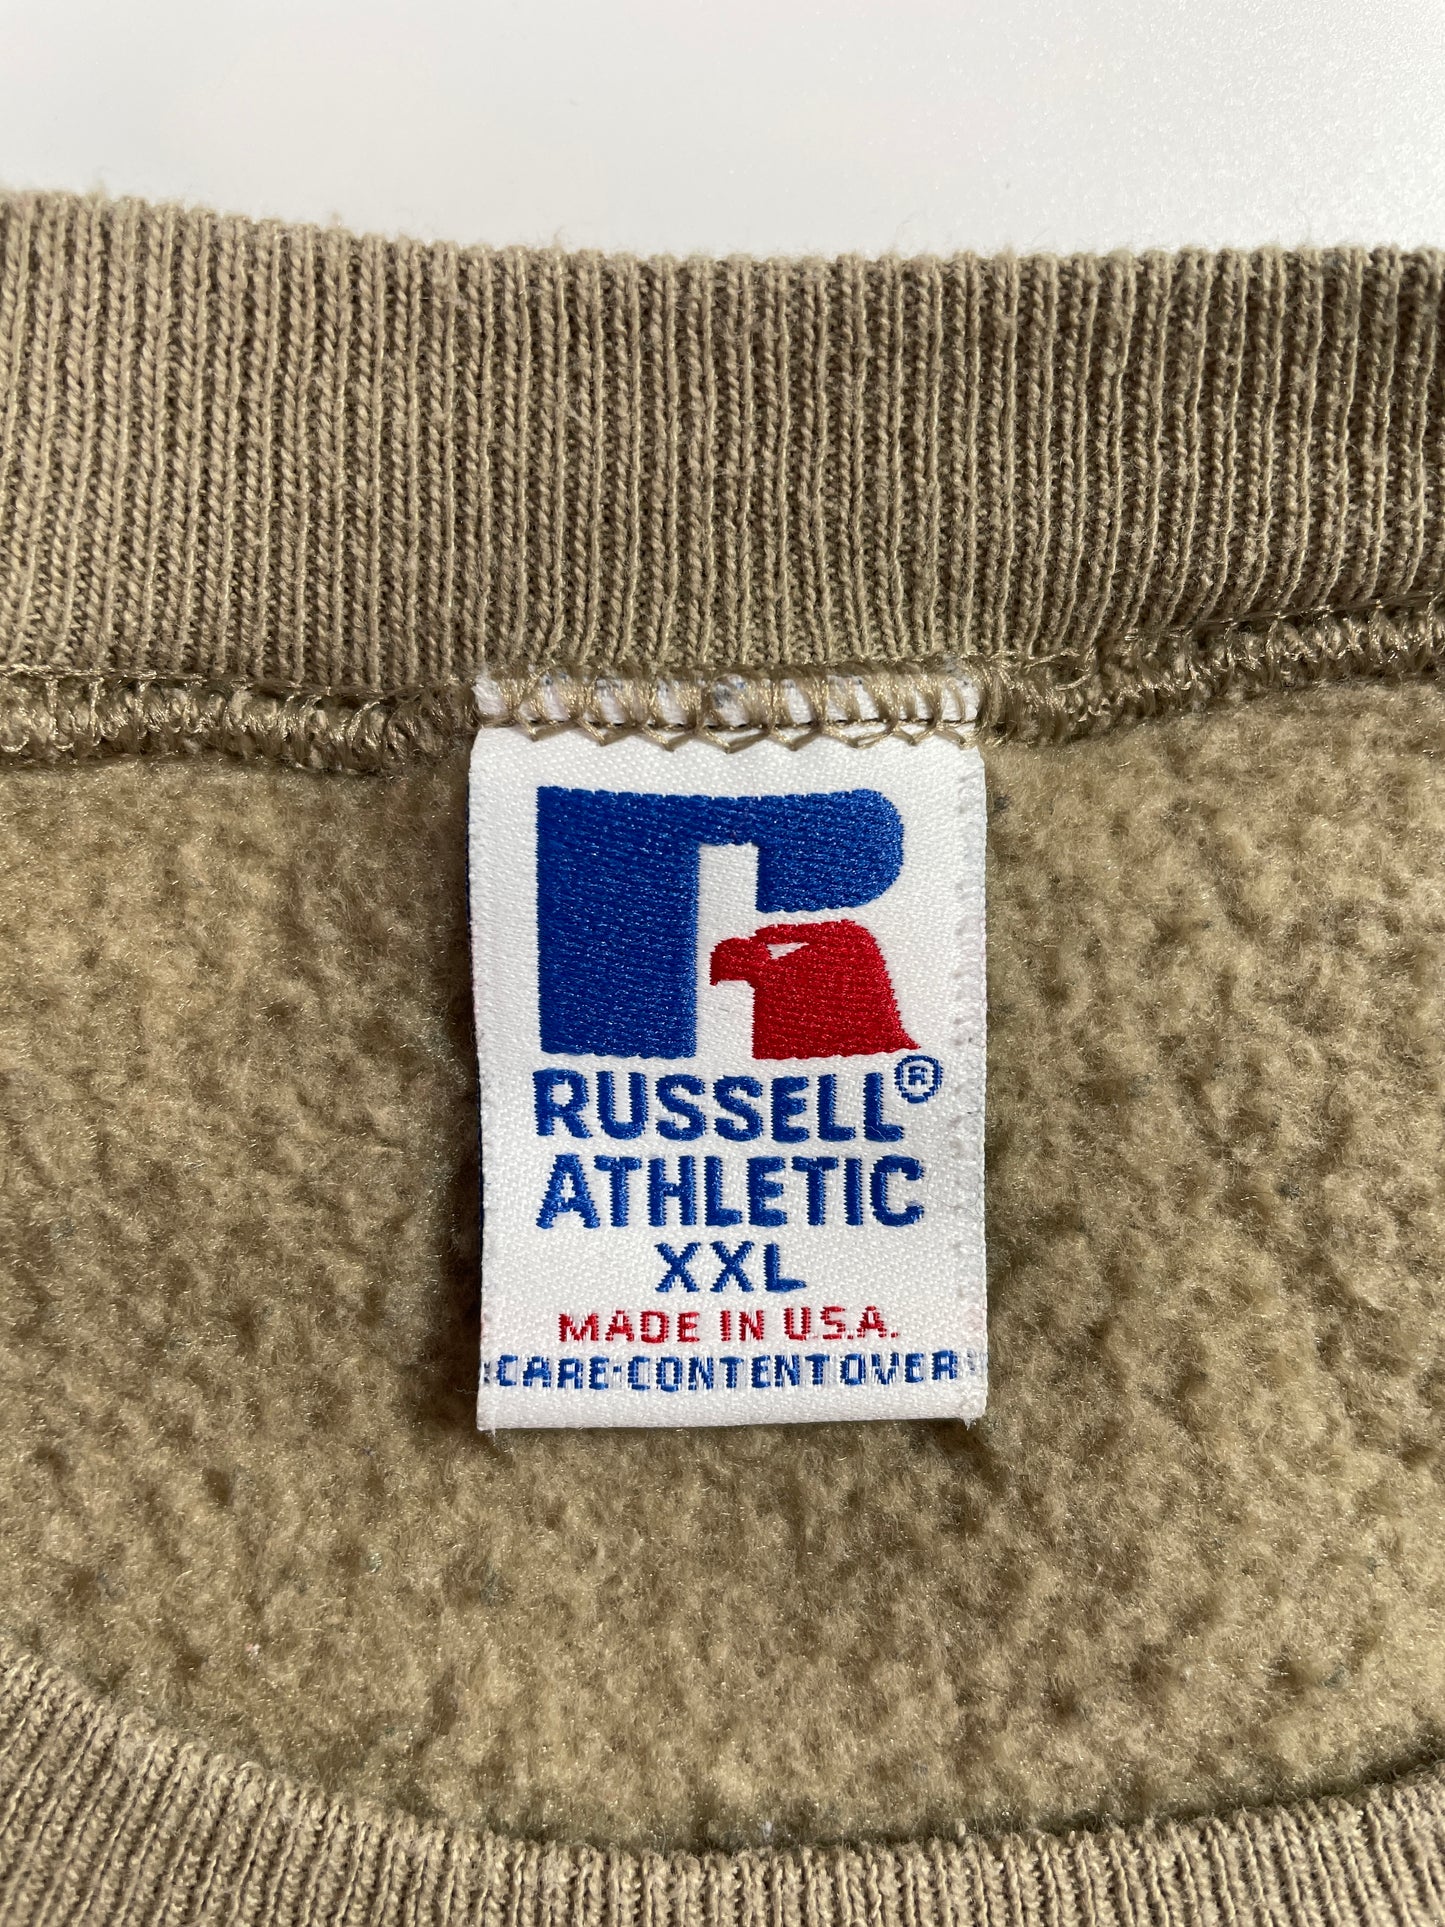 RUSSELL®
ATHLETIC
XXL
MADE IN U.S.A.
CARE·CONTENT OVER